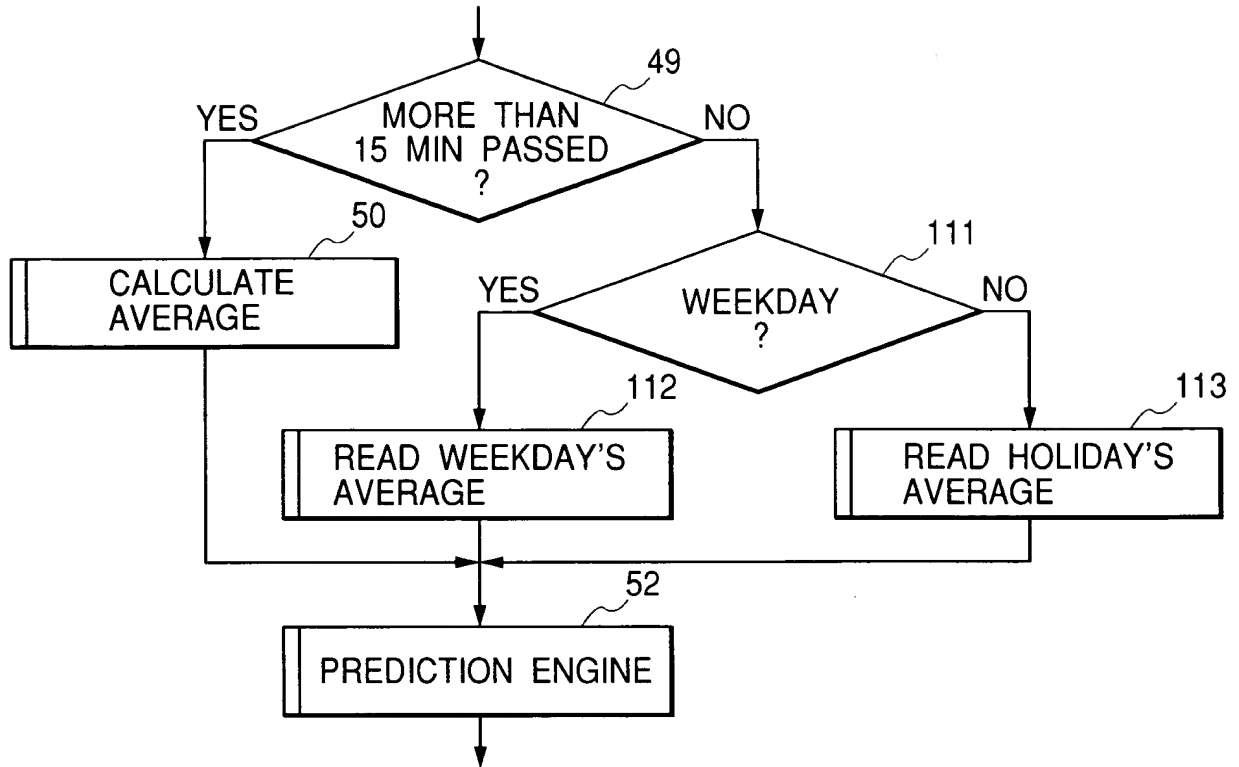 49
YES
MORE THAN
NO
15 MIN PASSED
?
50
111
CALCULATE
AVERAGE
YES
WEEKDAY
NO
?
112
113
READ WEEKDAY'S
AVERAGE
READ HOLIDAY'S
AVERAGE
52
PREDICTION ENGINE